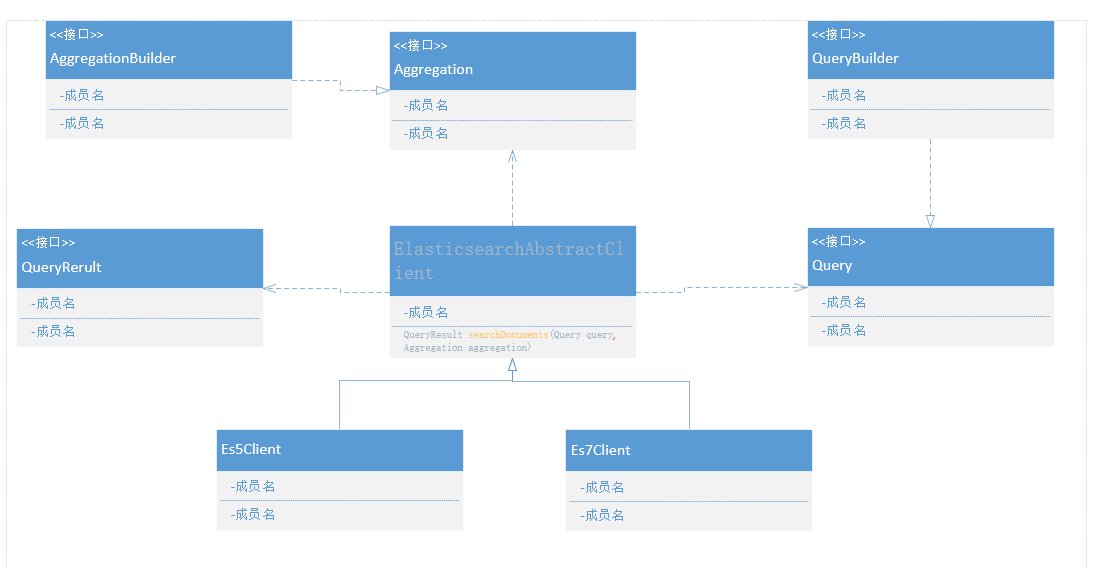 <<接口>>
AggregationBuilder
-成员名
-成员名
<<接口>>
Aggregation
-成员名
-成员名
<<接口>>
QueryBuilder
-成员名
-成员名
<<接口>>
QueryRerult
-成员名
-成员名
ElasticsearchAbstractCl
ient
-成员名
QueryResult searchDocuments(Query query,
Aggregation aggregation)
<<接口>>
Query
-成员名
-成员名
Es5Client
-成员名
-成员名
Es7Client
-成员名
-成员名